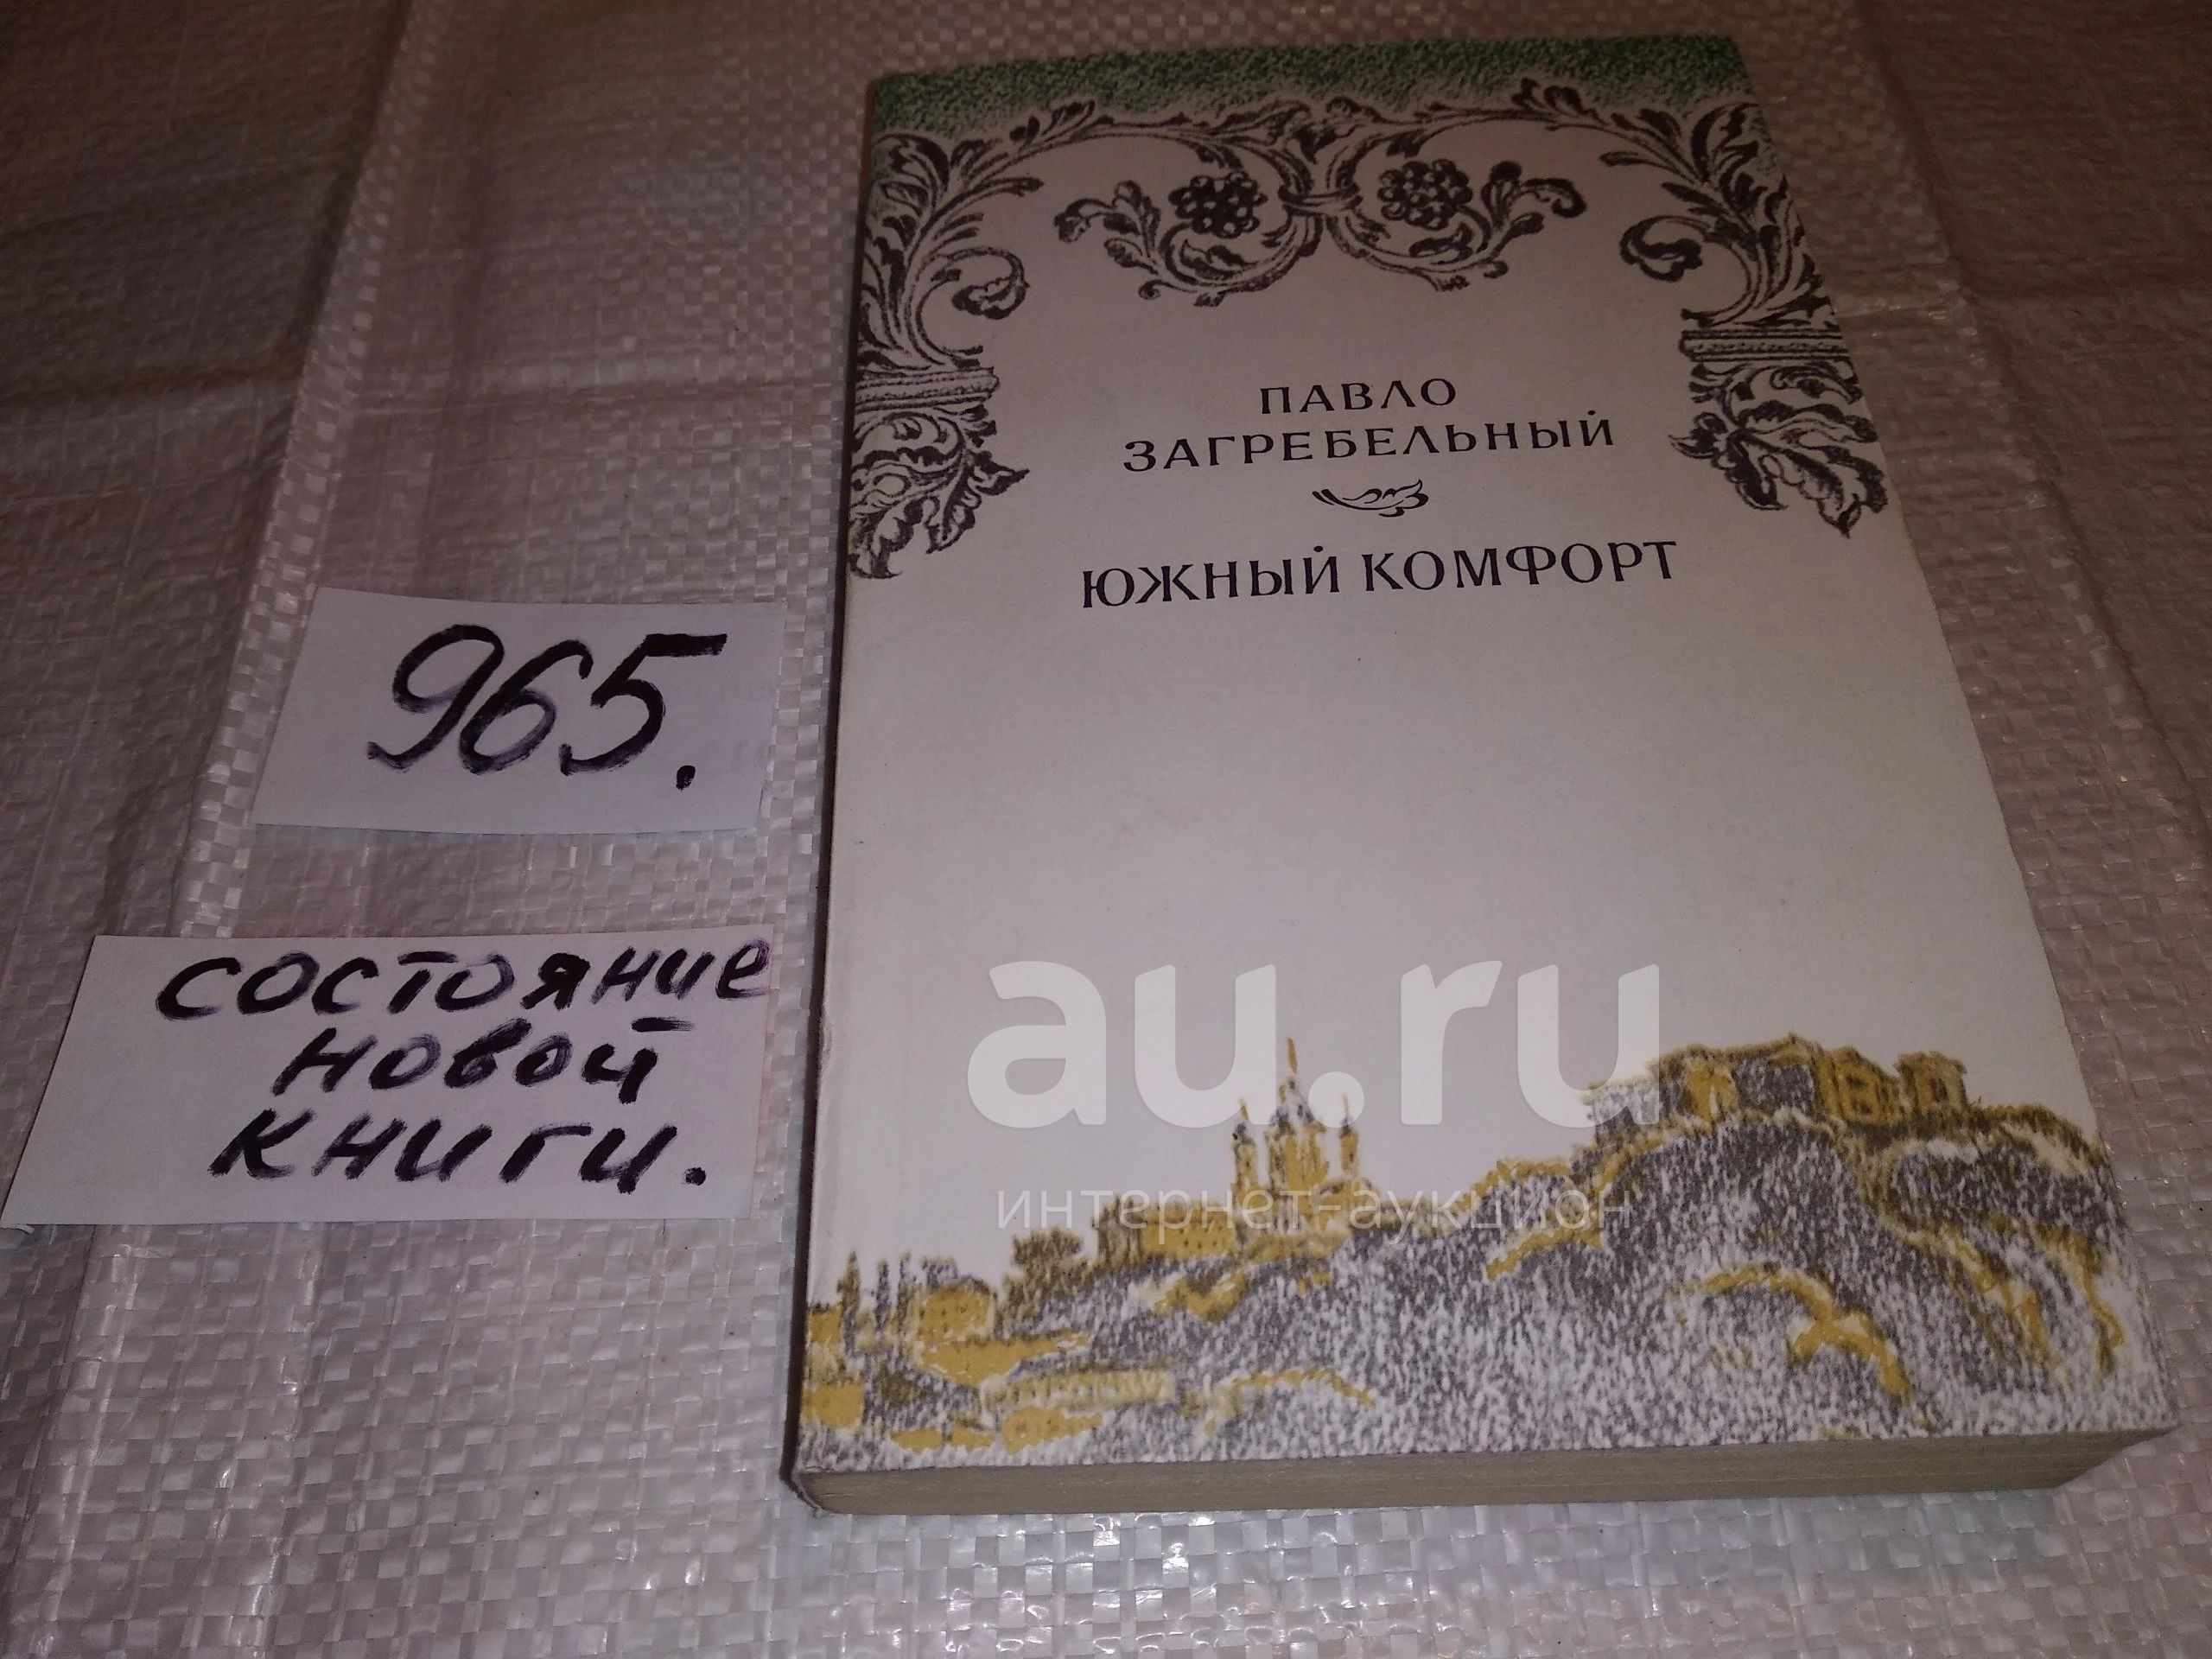 ПАВЛО
ЗАГРЕБЕЛЬНЫЙ
ЮЖНЫЙ КОМФОРТ
965.
состояние
новой
книги.
au.ru
интернет-аукцион